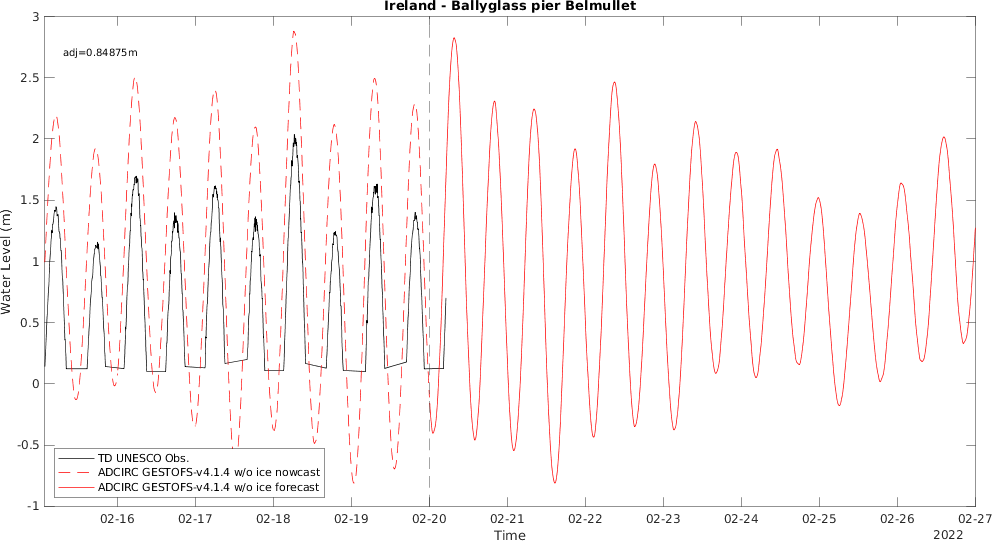 Ireland - Ballyglass pier Belmullet
adj=0.84875m
3
2.5
2
1.5
1
0.5
0
-0.5
-1
Water Level (m)
TD UNESCO Obs.
ADCIRC GESTOFS-v4.1.4 w/o ice nowcast
ADCIRC GESTOFS-v4.1.4 w/o ice forecast
02-16 02-17 02-18 02-19 02-20 02-21 02-22 02-23 02-24 02-25 02-26 02-27
Time
2022